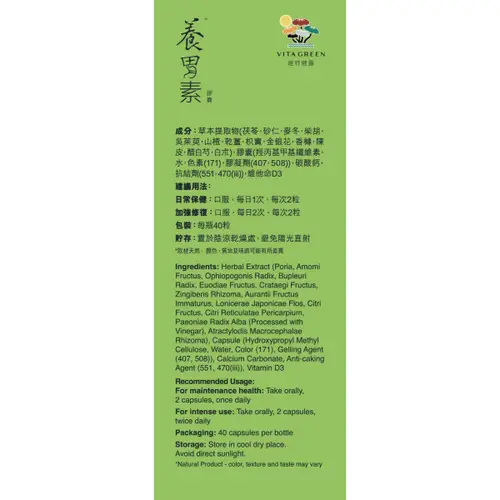 養胃素
膠囊
VITA GREEN
維特健靈
成分：草本提取物(茯苓，砂仁，麥冬，柴胡，
吳茱萸，山楂，乾薑，枳實，金銀花，香櫞，陳
皮，醋白芍，白朮)，膠囊(羥丙基甲基纖維素，
水，色素(171)，膠凝劑(407，508))，碳酸鈣，
抗結劑(551，470(iii))，維他命D3
建議用法：
日常保健：口服，每日1次，每次2粒
加強修復：口服，每日2次，每次2粒
包裝：每瓶40粒
貯存：置於陰涼乾燥處，避免陽光直射
*取材天然，顏色、質地及味道可能有所差異
Ingredients: Herbal Extract (Poria, Amomi
Fructus, Ophiopogonis Radix, Bupleuri
Radix, Euodiae Fructus, Crataegi Fructus,
Zingibens Rhizoma, Aurantii Fructus
Immaturus, Lonicerae Japonicae Flos, Citri
Fructus, Citri Reticulatae Pericarpium,
Paeoniae Radix Alba (Processed with
Vinegar), Atractylodis Macrocephalae
Rhizoma), Capsule (Hydroxypropyl Methyl
Cellulose, Water, Color (171), Gelling Agent
(407, 508)), Calcium Carbonate, Anti-caking
Agent (551, 470(iii)), Vitamin D3
Recommended Usage:
For maintenance health: Take orally,
2 capsules, once daily
For intense use: Take orally, 2 capsules,
twice daily
Packaging: 40 capsules per bottle
Storage: Store in cool dry place.
Avoid direct sunlight.
*Natural Product - color, texture and taste may vary